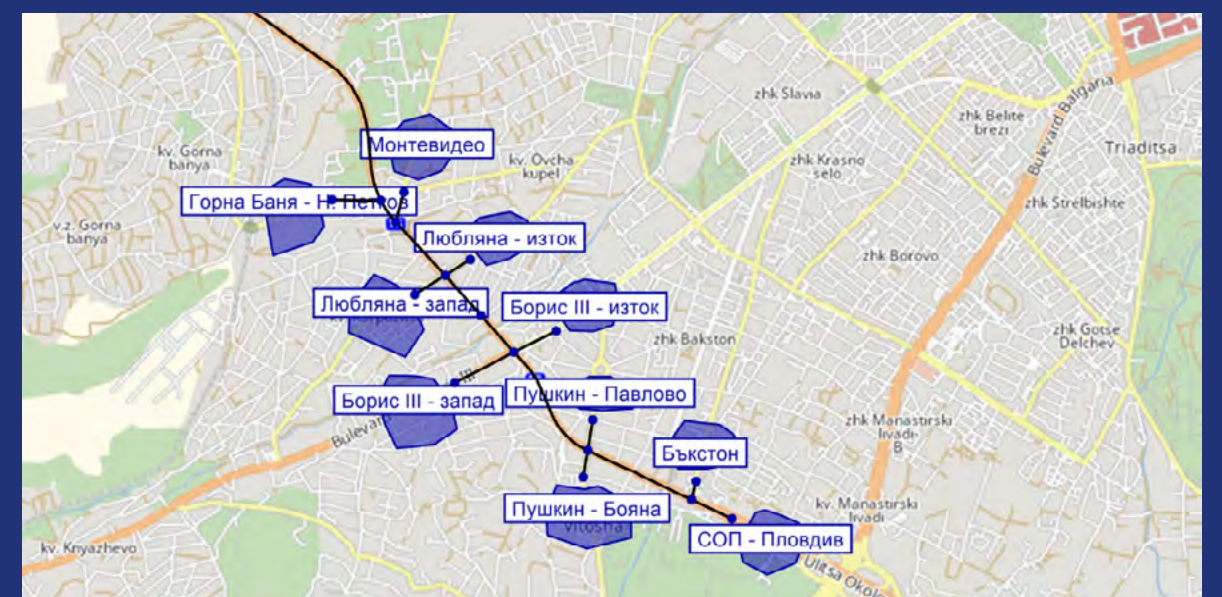 Bulevard Balgaria
zhk Slavia
zhk Belite
brezi
Triaditsa
Монтевидео
kv. Gorna
banya
kv. Ovcha
kupel
zhk Krasno
selo
Горна Баня - Н. Петков
zhk Strelbishte
v.z. Gorna
banya
Любляна - изток
zhk Borovo
Любляна - запад
Борис III - изток
zhk Bakston
zhk Gotse
Delchev
Пушкин - Павлово
Борис III - запад
zhk Manastirski
livadi-
B
Бъкстон
Пушкин - Бояна
Vitosha
kv. Manastirski
livadi
СОП - Пловдив
kv. Knyazhevo